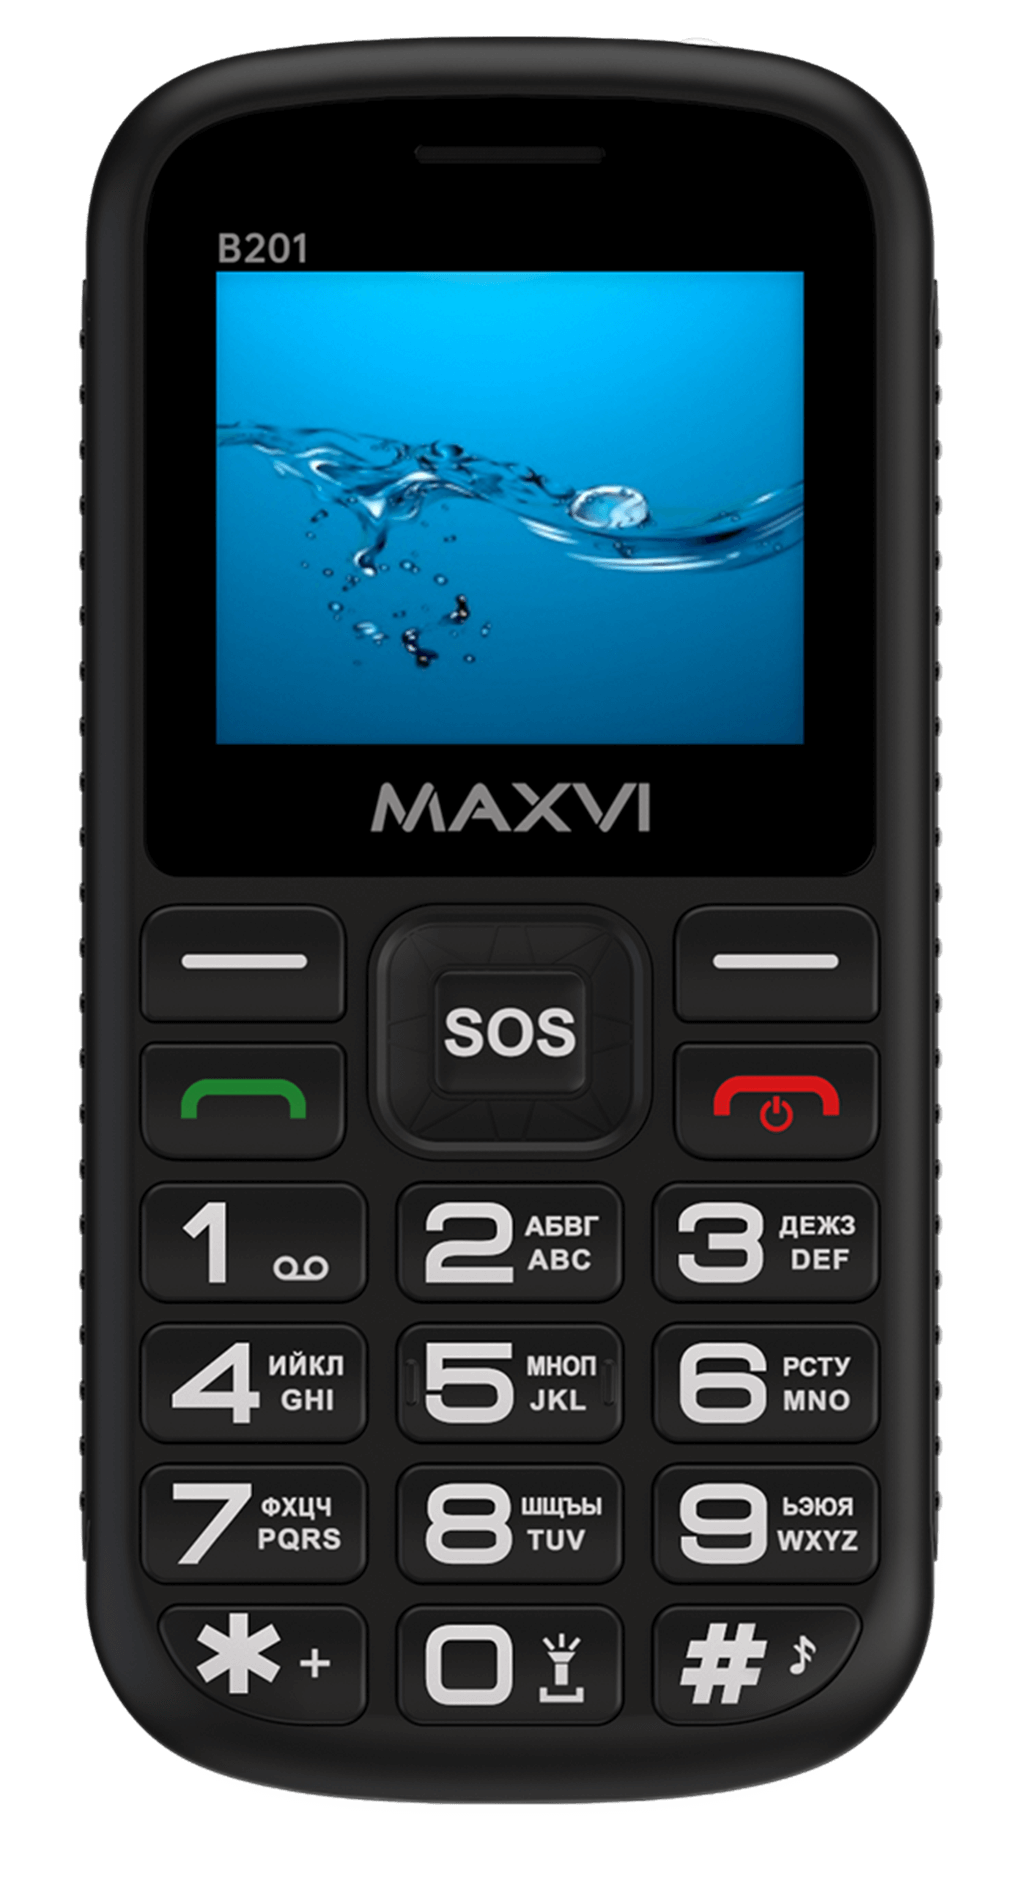 B201
MAXVI
SOS
1
2 АБВГ
ABC
3 ДЕЖЗ
DEF
4 ИЙКЛ
GHI
5 МНОП
JKL
6 РСТУ
MNO
7 ФХЦЧ
PQRS
8 ШЩЪЫ
TUV
9 ЬЭЮЯ
WXYZ
* +
0
#